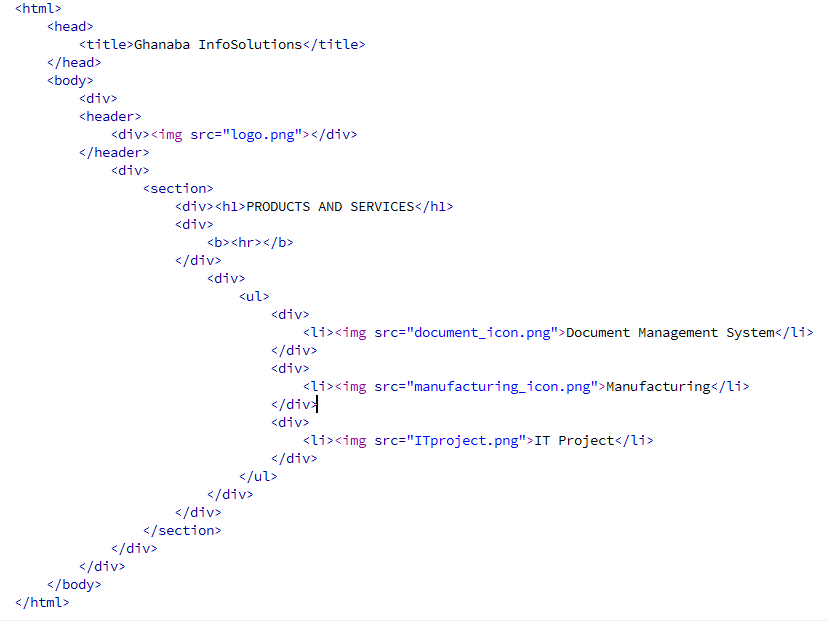 <html>
<head>
<title>Ghanaba InfoSolutions</title>
</head>
<body>
<div>
<header>
<div><img src="logo.png"></div>
</header>
<div>
<section>
<div><h1>PRODUCTS AND SERVICES</h1>
<div>
<b><hr></b>
</div>
<div>
<ul>
<div>
<li><img src="document_icon.png">Document Management System</li>
</div>
<div>
<li><img src="manufacturing_icon.png">Manufacturing</li>
</div>
<div>
<li><img src="ITproject.png">IT Project</li>
</div>
</ul>
</div>
</div>
</section>
</div>
</div>
</body>
</html>